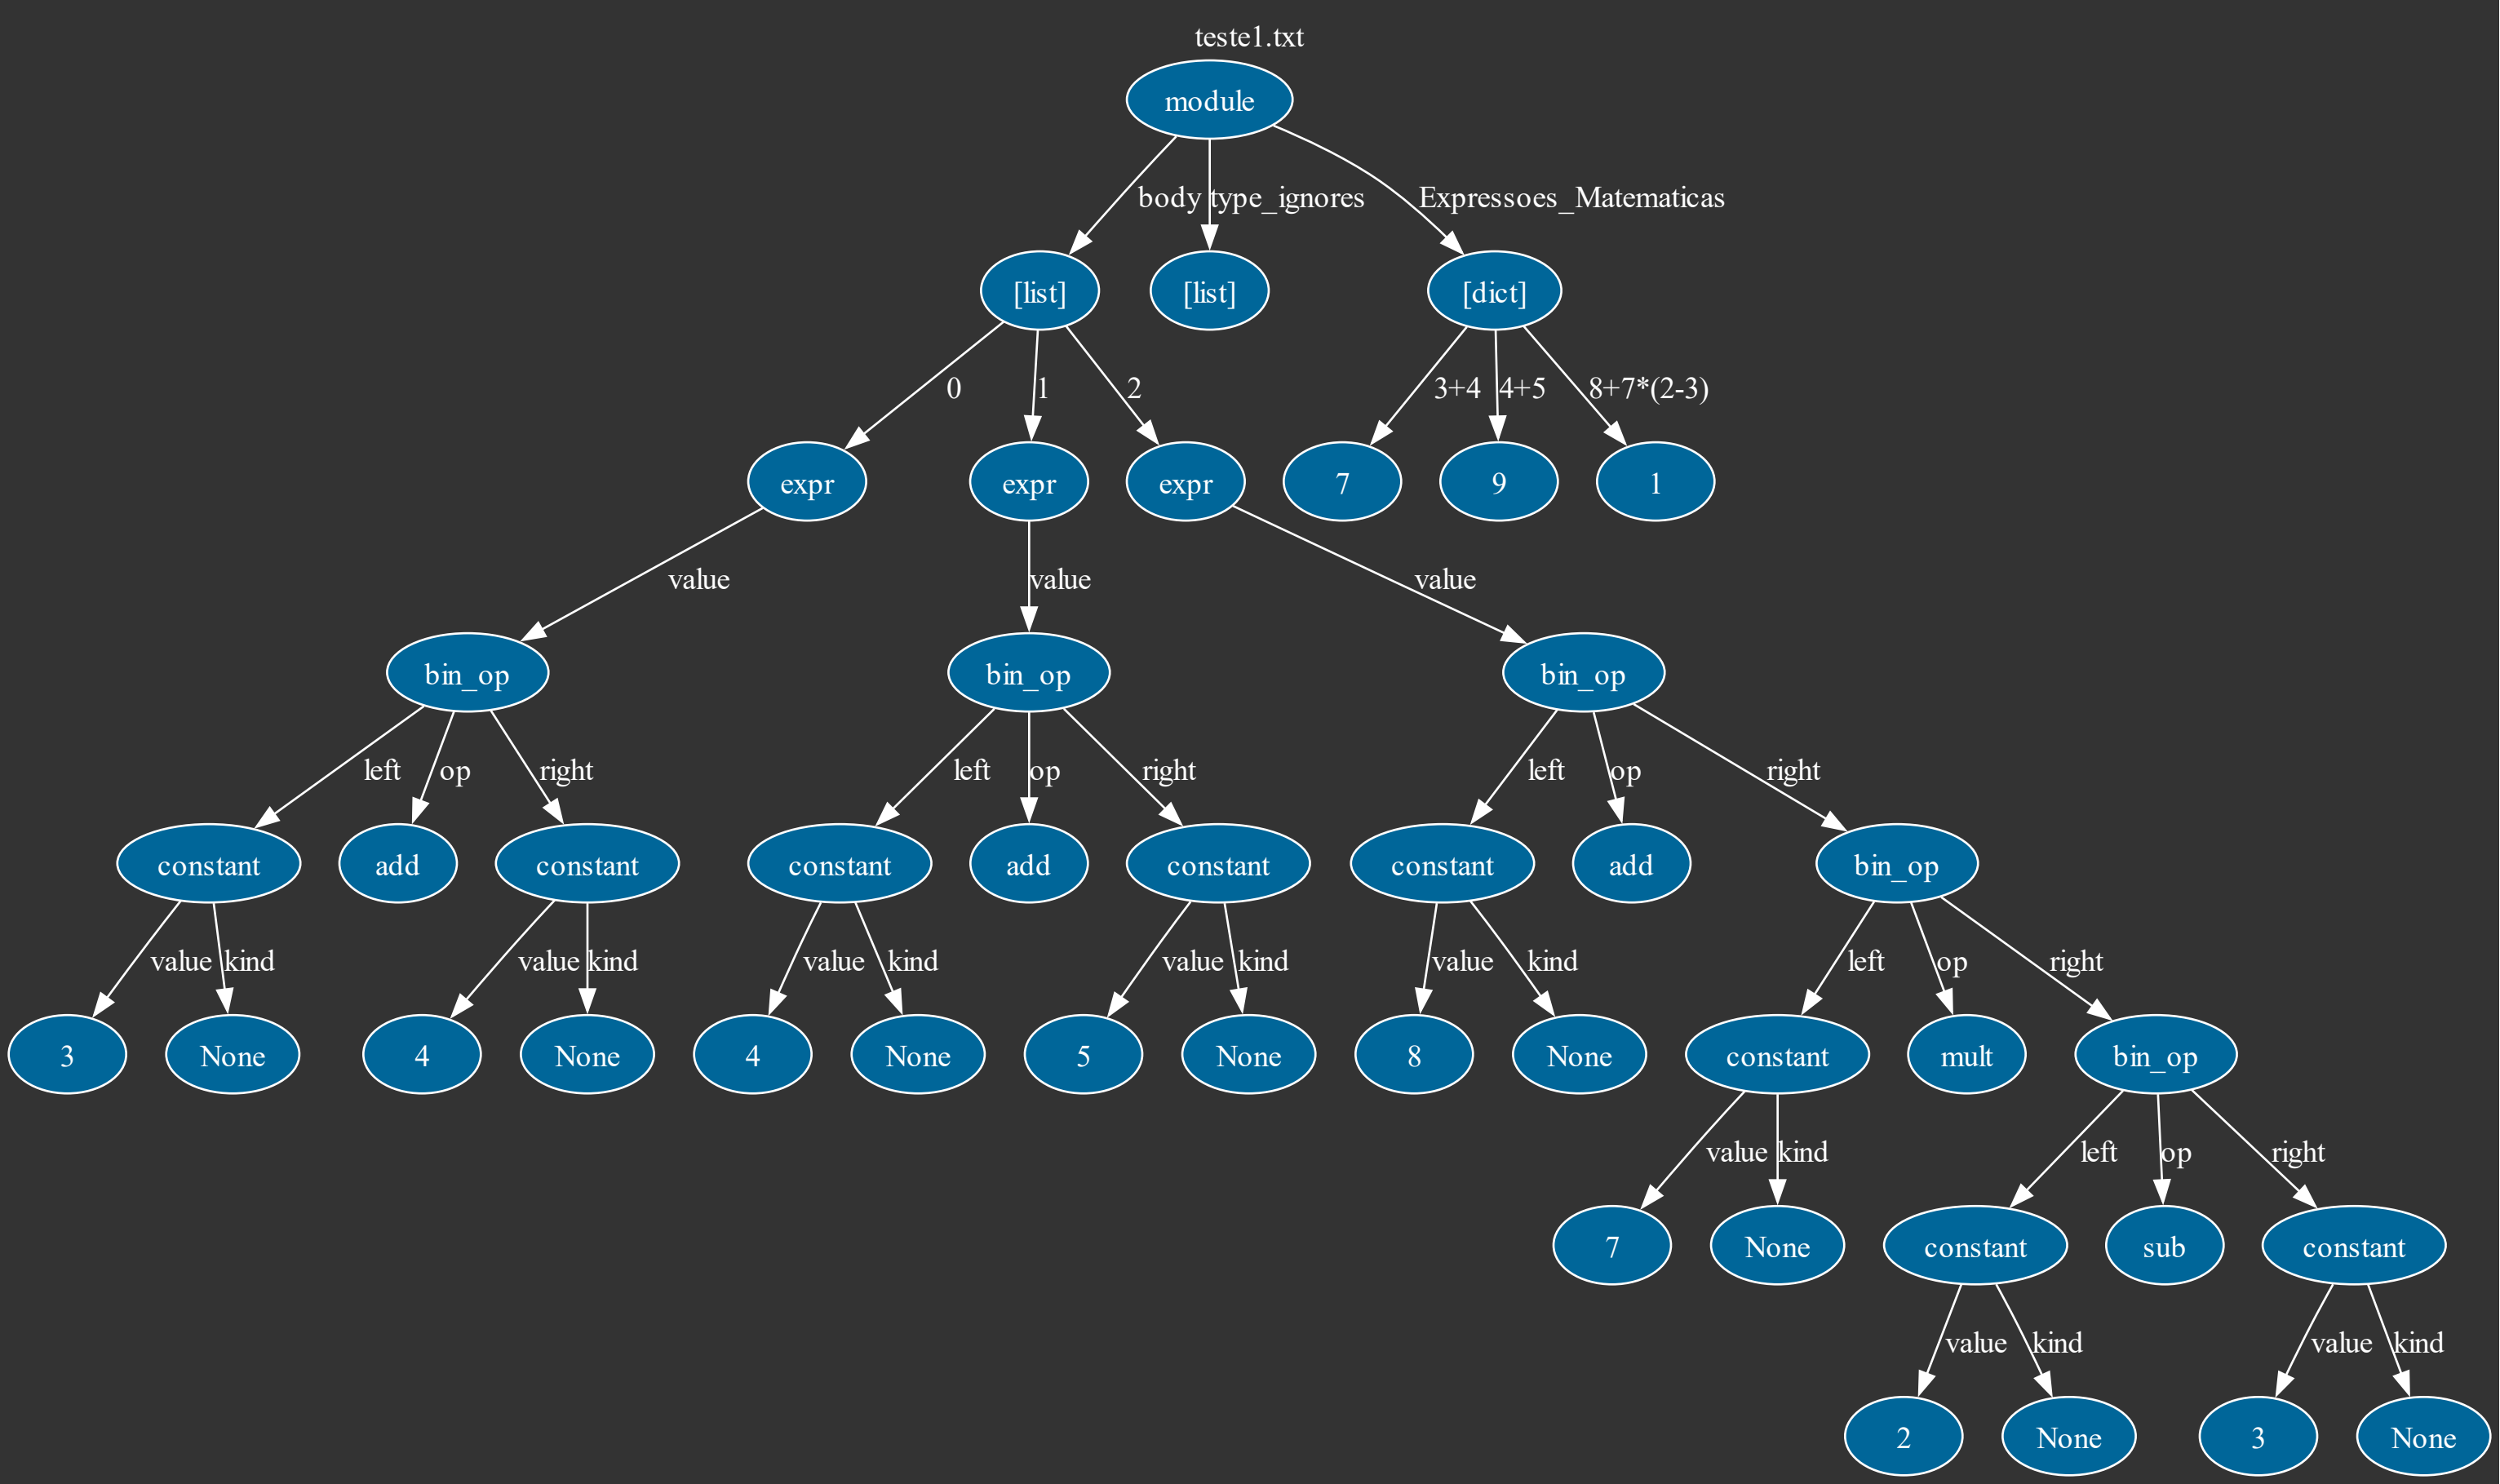 teste1.txt
module
body type_ignores Expressoes_Matematicas
[list] [list] [dict]
0 1 2 3+4 4+5 8+7*(2-3)
expr expr expr 7 9 1
value value value
bin_op bin_op bin_op
left op right left op right left op right
constant add constant constant add constant constant add bin_op
value kind value kind value kind value kind value kind left op right
3 None 4 None 4 None 5 None 8 None constant mult bin_op
value kind left op right
7 None constant sub constant
value kind value kind
2 None 3 None